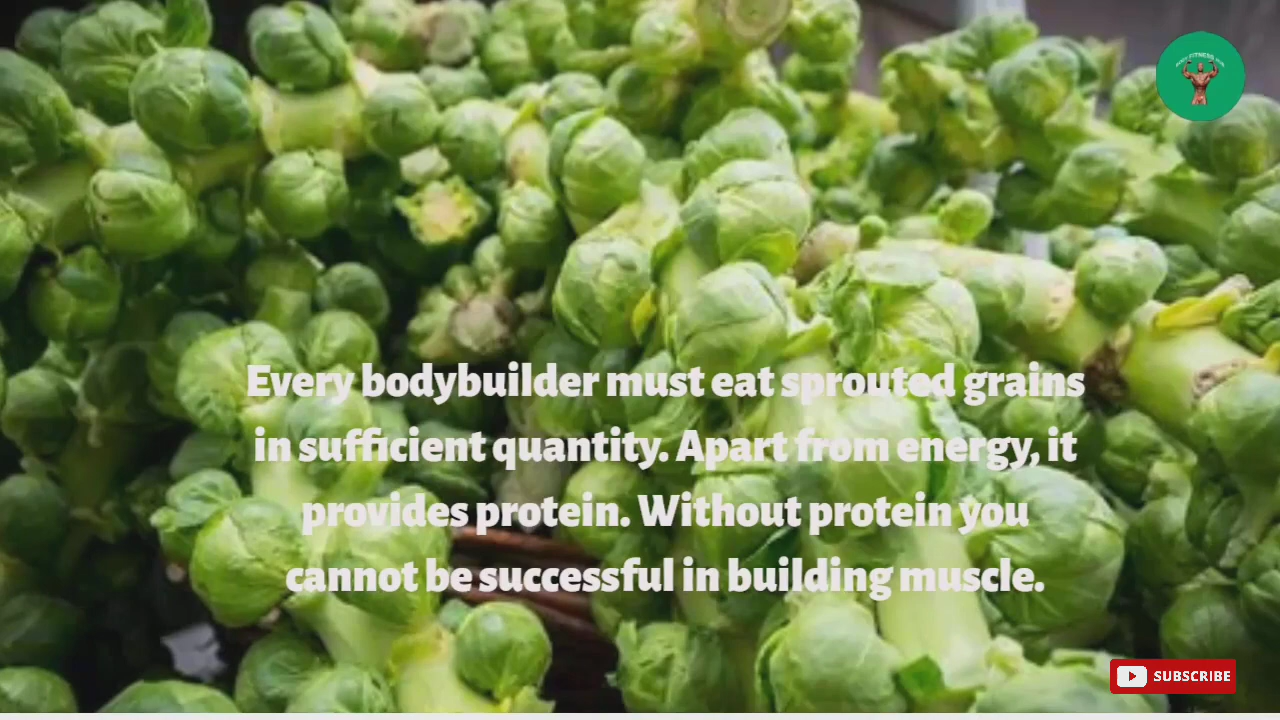 Every bodybuilder must eat sprouted grains
in sufficient quantity. Apart from energy, it
provides protein. Without protein you
cannot be successful in building muscle.
SUBSCRIBE